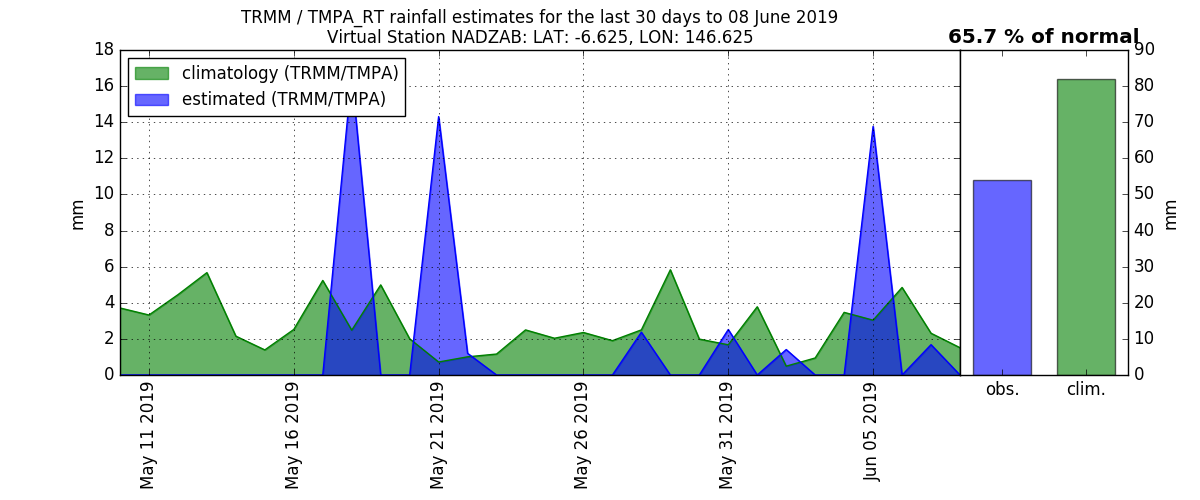 TRMM / TMPA_RT rainfall estimates for the last 30 days to 08 June 2019
Virtual Station NADZAB: LAT: -6.625, LON: 146.625
65.7 % of normal
climatology (TRMM/TMPA)
estimated (TRMM/TMPA)
mm
18
16
14
12
10
8
6
4
2
0
May 11 2019
May 16 2019
May 21 2019
May 26 2019
May 31 2019
Jun 05 2019
obs.
clim.
90
80
70
60
50
40
30
20
10
0
mm